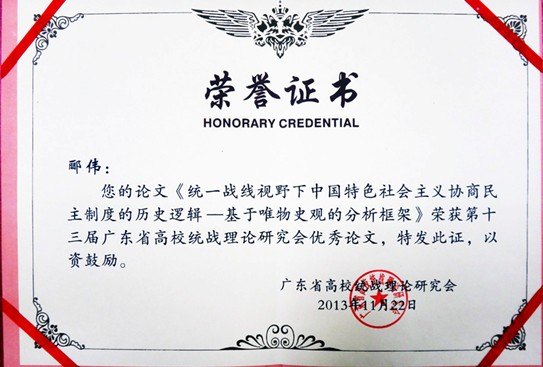 荣誉证书
HONORARY CREDENTIAL
郦伟：
您的论文《统一战线视野下中国特色社会主义协商民
主制度的历史逻辑—基于唯物史观的分析框架》荣获第十
三届广东省高校统战理论研究会优秀论文，特发此证，以
资鼓励。
广东省高校统战理论研究会
2013年11月22日